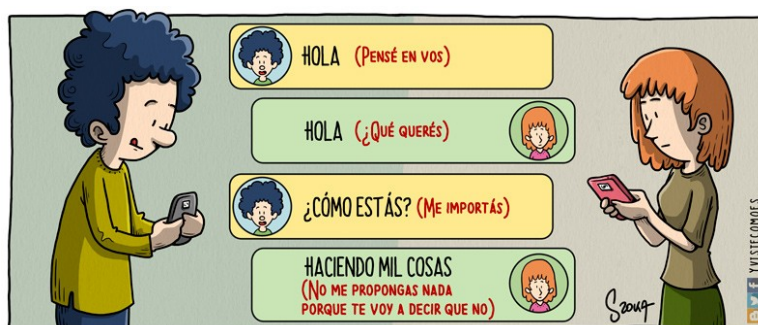 HOLA (PENSÉ EN VOS)
HOLA (¿QUÉ QUERÉS)
¿CÓMO ESTÁS? (ME IMPORTÁS)
HACIENDO MIL COSAS
(NO ME PROPONGAS NADA
PORQUE TE VOY A DECIR QUE NO)
YVISTECOMOES